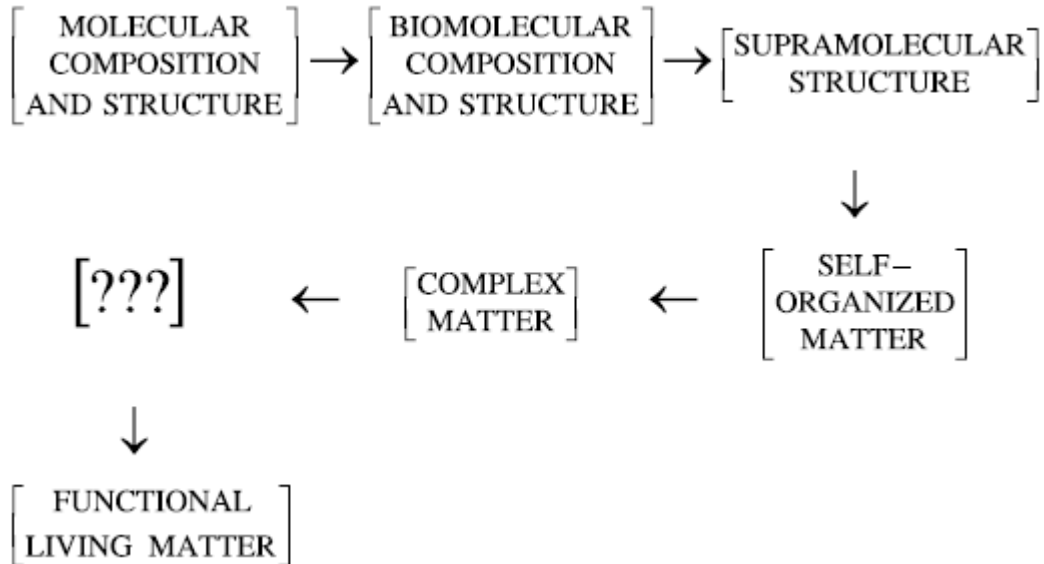 MOLECULAR
COMPOSITION
AND STRUCTURE
BIOMOLECULAR
COMPOSITION
AND STRUCTURE
SUPRAMOLECULAR
STRUCTURE
SELF–
ORGANIZED
MATTER
COMPLEX
MATTER
[???]
FUNCTIONAL
LIVING MATTER